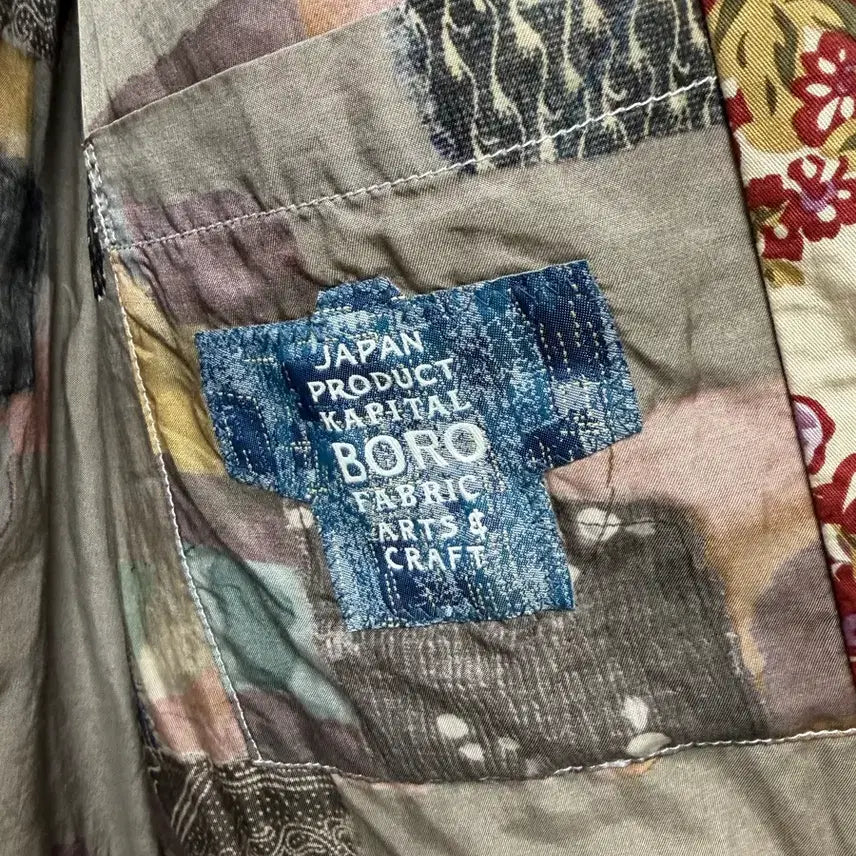 JAPAN
PRODUCT
KAPITAL
BORO
FABRIC
ARTS &
CRAFT